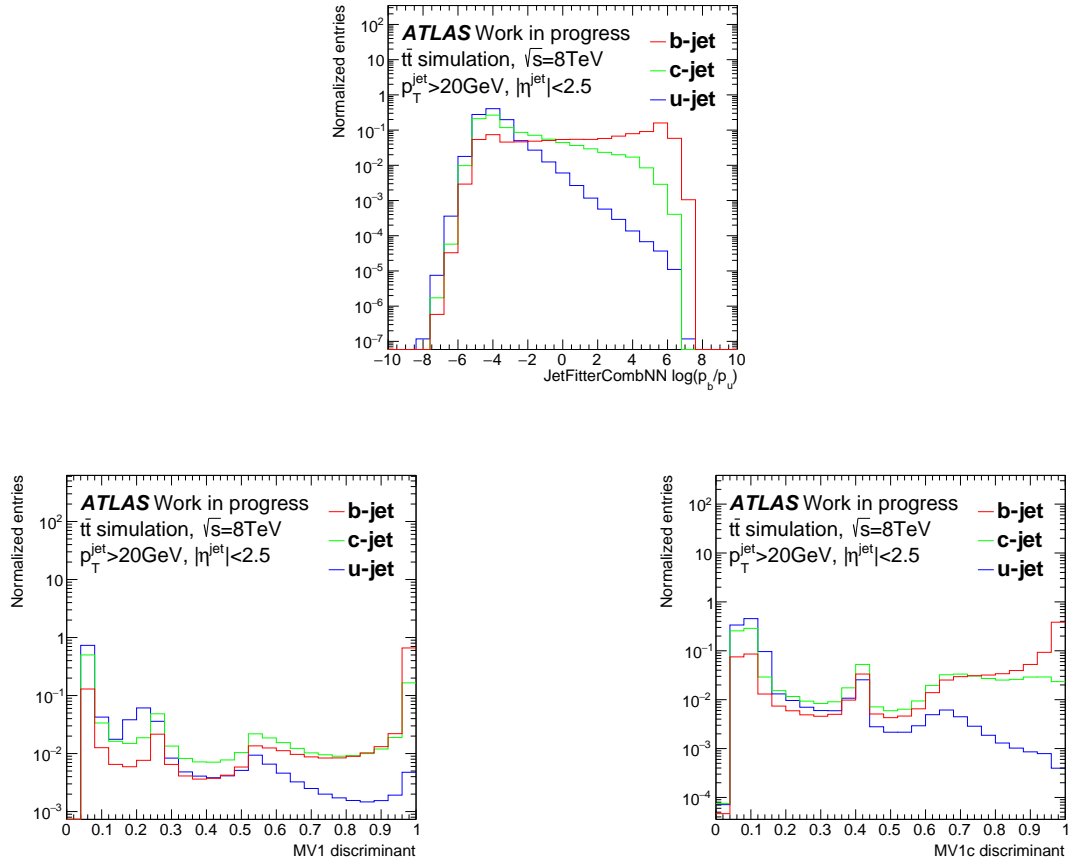 Normalized entries
10²
10
1
10⁻¹
10⁻²
10⁻³
10⁻⁴
10⁻⁵
10⁻⁶
10⁻⁷
ATLAS Work in progress
tt̄ simulation, √s=8TeV
p_T^jet>20GeV, |η^jet|<2.5
b-jet
c-jet
u-jet
−10 −8 −6 −4 −2 0 2 4 6 8 10
JetFitterCombNN log(p_b/p_u)
Normalized entries
10²
10
1
10⁻¹
10⁻²
10⁻³
ATLAS Work in progress
tt̄ simulation, √s=8TeV
p_T^jet>20GeV, |η^jet|<2.5
b-jet
c-jet
u-jet
0 0.1 0.2 0.3 0.4 0.5 0.6 0.7 0.8 0.9 1
MV1 discriminant
Normalized entries
10²
10
1
10⁻¹
10⁻²
10⁻³
10⁻⁴
ATLAS Work in progress
tt̄ simulation, √s=8TeV
p_T^jet>20GeV, |η^jet|<2.5
b-jet
c-jet
u-jet
0 0.1 0.2 0.3 0.4 0.5 0.6 0.7 0.8 0.9 1
MV1c discriminant